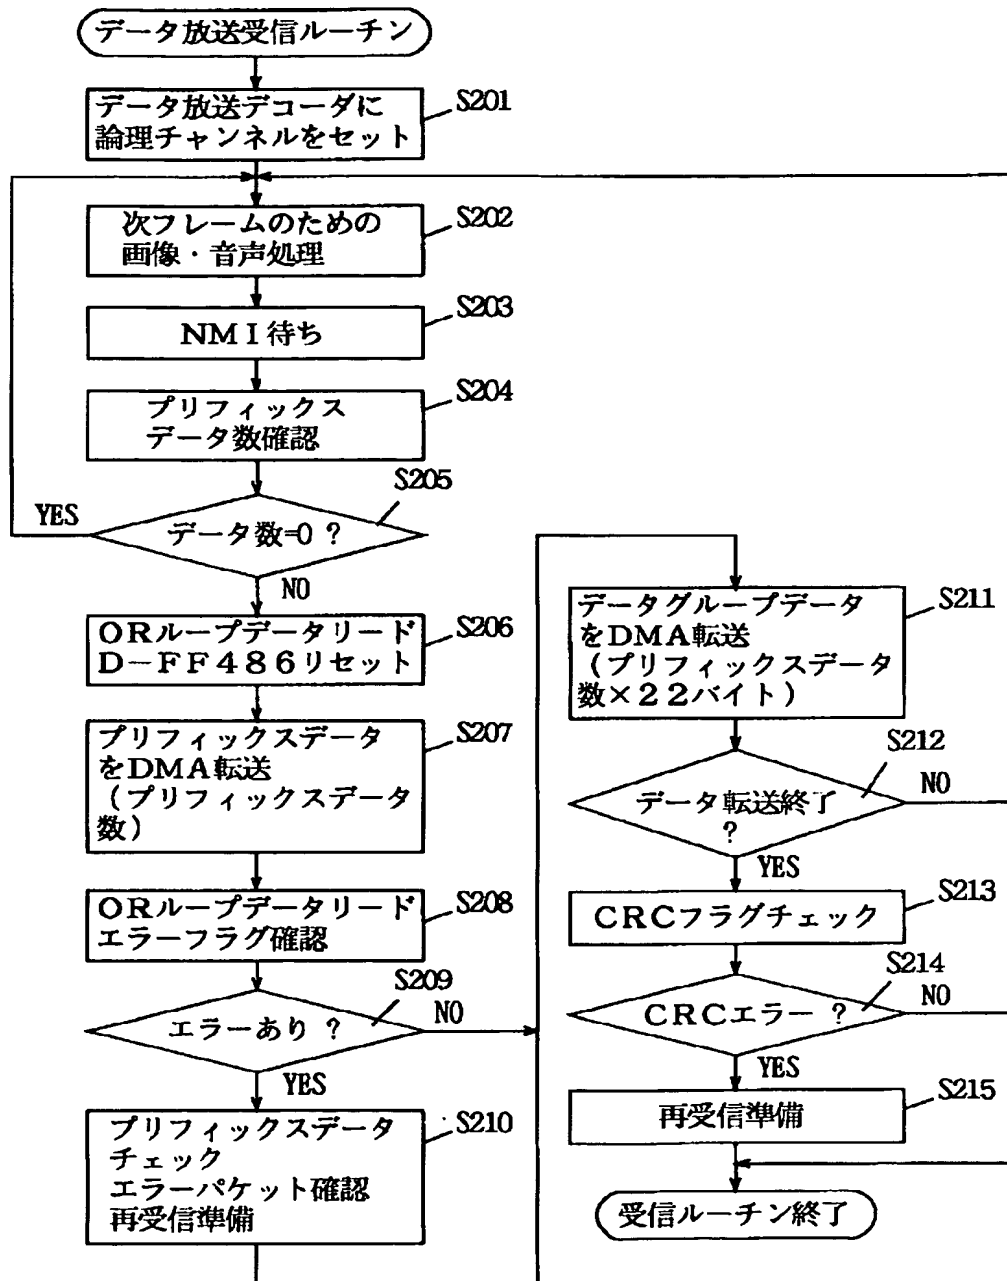 データ放送受信ルーチン
データ放送デコーダに
論理チャンネルをセット
S201
次フレームのための
画像・音声処理
S202
NMI待ち
S203
プリフィックス
データ数確認
S204
データ数=0 ?
S205
YES
NO
ORループデータリード
D-FF486リセット
S206
プリフィックスデータ
をDMA転送
(プリフィックスデータ
数)
S207
ORループデータリード
エラーフラグ確認
S208
エラーあり ?
S209
NO
YES
プリフィックスデータ
チェック
エラーパケット確認
再受信準備
S210
データグループデータ
をDMA転送
(プリフィックスデータ
数×22バイト)
S211
データ転送終了
?
S212
NO
YES
CRCフラグチェック
S213
CRCエラー ?
S214
NO
YES
再受信準備
S215
受信ルーチン終了